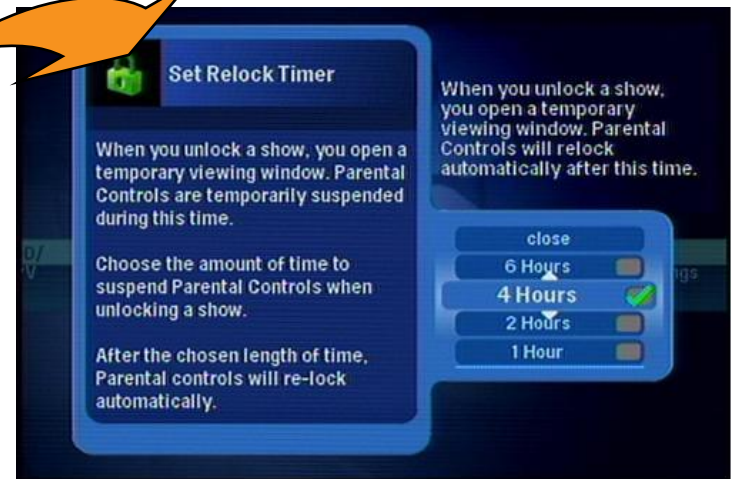 Set Relock Timer
When you unlock a show, you open a
temporary viewing window. Parental
Controls are temporarily suspended
during this time.
Choose the amount of time to
suspend Parental Controls when
unlocking a show.
After the chosen length of time,
Parental controls will re-lock
automatically.
When you unlock a show,
you open a temporary
viewing window. Parental
Controls will relock
automatically after this time.
close
6 Hours
4 Hours
2 Hours
1 Hour